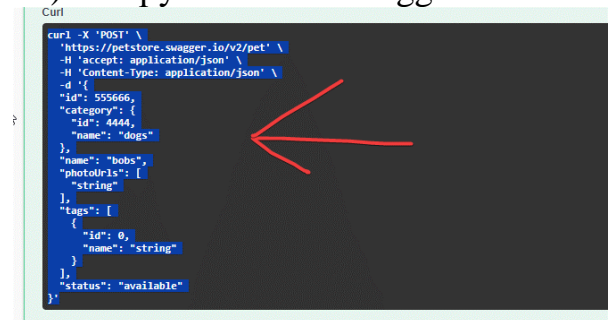 Curl
curl -X 'POST' \
'https://petstore.swagger.io/v2/pet' \
-H 'accept: application/json' \
-H 'Content-Type: application/json' \
-d '{
"id": 555666,
"category": {
"id": 4444,
"name": "dogs"
},
"name": "bobs",
"photoUrls": [
"string"
],
"tags": [
{
"id": 0,
"name": "string"
}
],
"status": "available"
}'